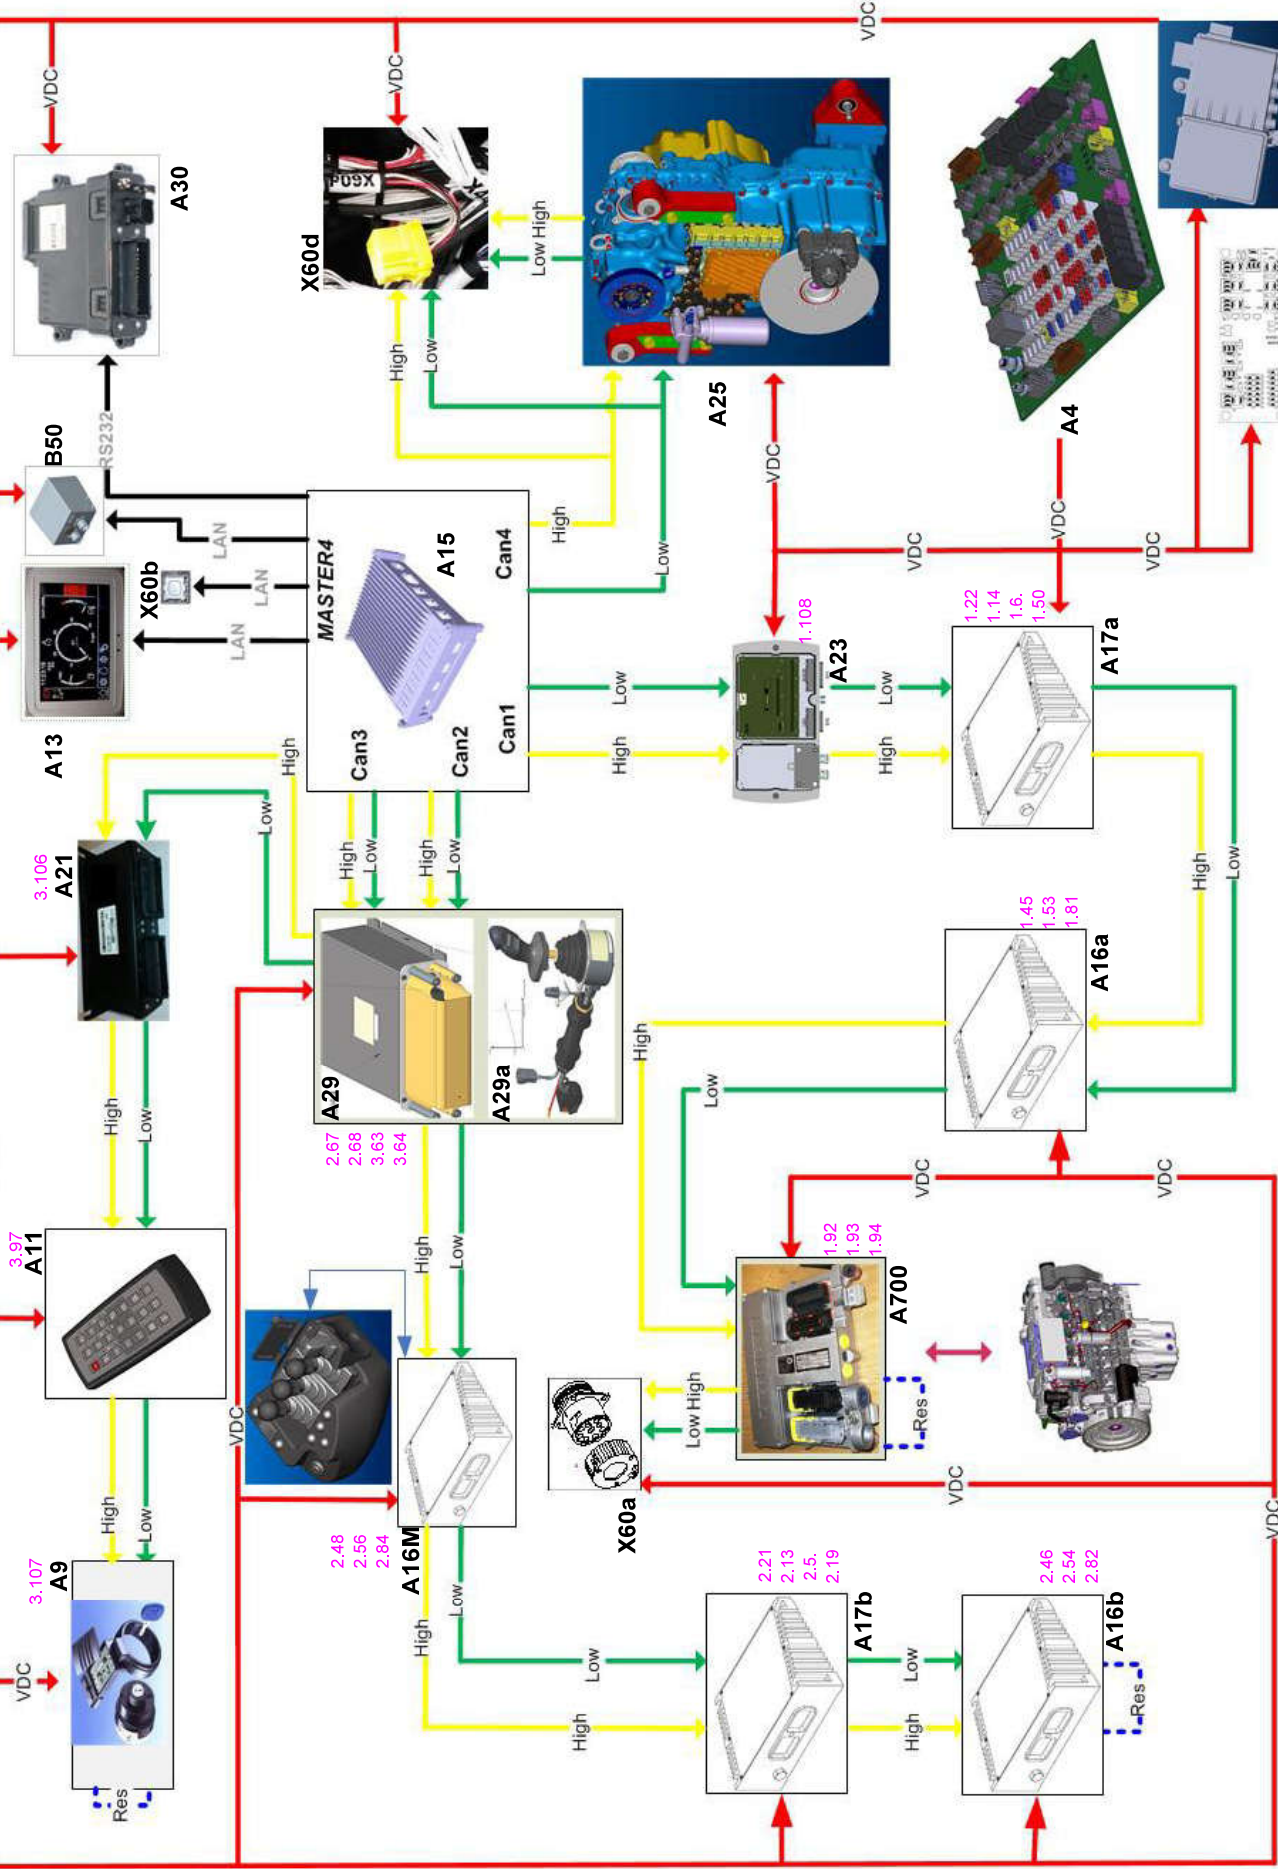 VDC
VDC
VDC
VDC
A30
X60d
X60d
Low
High
High
Low
RS232
B50
LAN
LAN
LAN
X60b
A13
MASTER4
A15
Can4
Can3
Can2
Can1
High
Low
A25
VDC
A4
VDC
VDC
VDC
1.108
A23
High
Low
High
Low
1.22
1.14
1.6.
1.50
A17a
High
Low
3.106
A21
High
Low
High
Low
High
Low
A29
A29a
2.67
2.68
3.63
3.64
1.45
1.53
1.81
A16a
High
Low
High
Low
3.97
A11
High
Low
VDC
VDC
1.92
1.93
1.94
A700
Res
High
Low
X60a
VDC
VDC
VDC
High
Low
3.107
A9
VDC
Res
2.48
2.56
2.84
A16M
High
Low
High
Low
2.21
2.13
2.5.
2.19
A17b
High
Low
2.46
2.54
2.82
A16b
Res